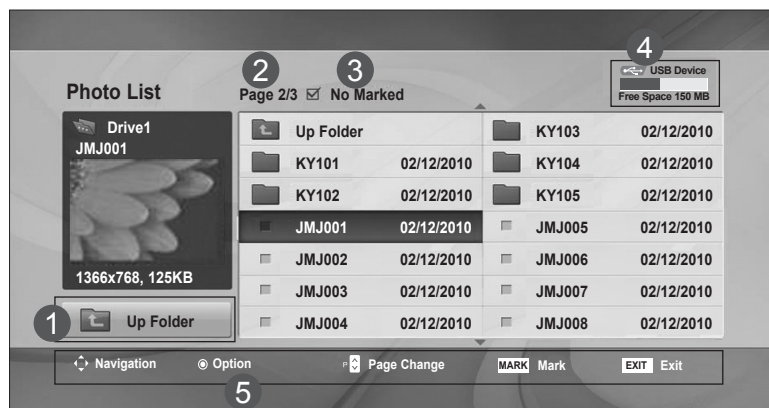 4
USB Device
2
3
Photo List
Page 2/3 No Marked
Free Space 150 MB
Drive1
JMJ001
1366x768, 125KB
1
Up Folder
Up Folder
KY101 02/12/2010
KY102 02/12/2010
JMJ001 02/12/2010
JMJ002 02/12/2010
JMJ003 02/12/2010
JMJ004 02/12/2010
KY103 02/12/2010
KY104 02/12/2010
KY105 02/12/2010
JMJ005 02/12/2010
JMJ006 02/12/2010
JMJ007 02/12/2010
JMJ008 02/12/2010
Navigation Option P Page Change MARK Mark EXIT Exit
5